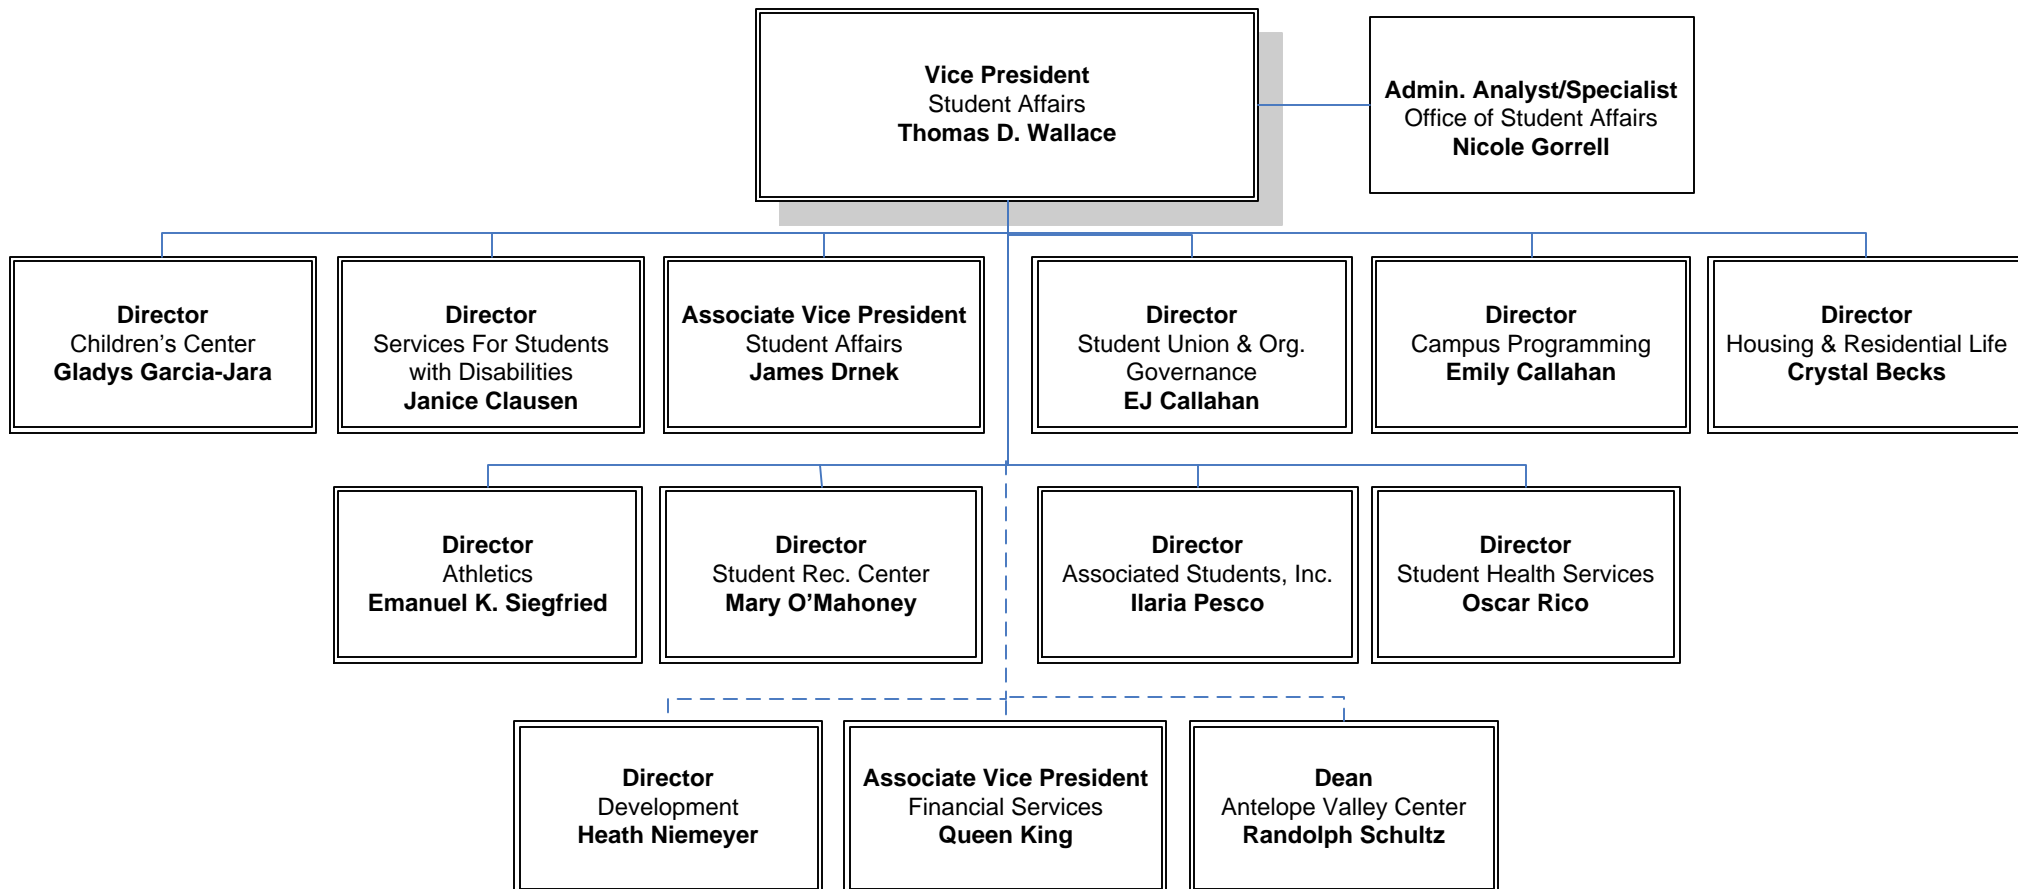 Vice President
Student Affairs
Thomas D. Wallace
Admin. Analyst/Specialist
Office of Student Affairs
Nicole Gorrell
Director
Children's Center
Gladys Garcia-Jara
Director
Services For Students
with Disabilities
Janice Clausen
Associate Vice President
Student Affairs
James Drnek
Director
Student Union & Org.
Governance
EJ Callahan
Director
Campus Programming
Emily Callahan
Director
Housing & Residential Life
Crystal Becks
Director
Athletics
Emanuel K. Siegfried
Director
Student Rec. Center
Mary O’Mahoney
Director
Associated Students, Inc.
Ilaria Pesco
Director
Student Health Services
Oscar Rico
Director
Development
Heath Niemeyer
Associate Vice President
Financial Services
Queen King
Dean
Antelope Valley Center
Randolph Schultz